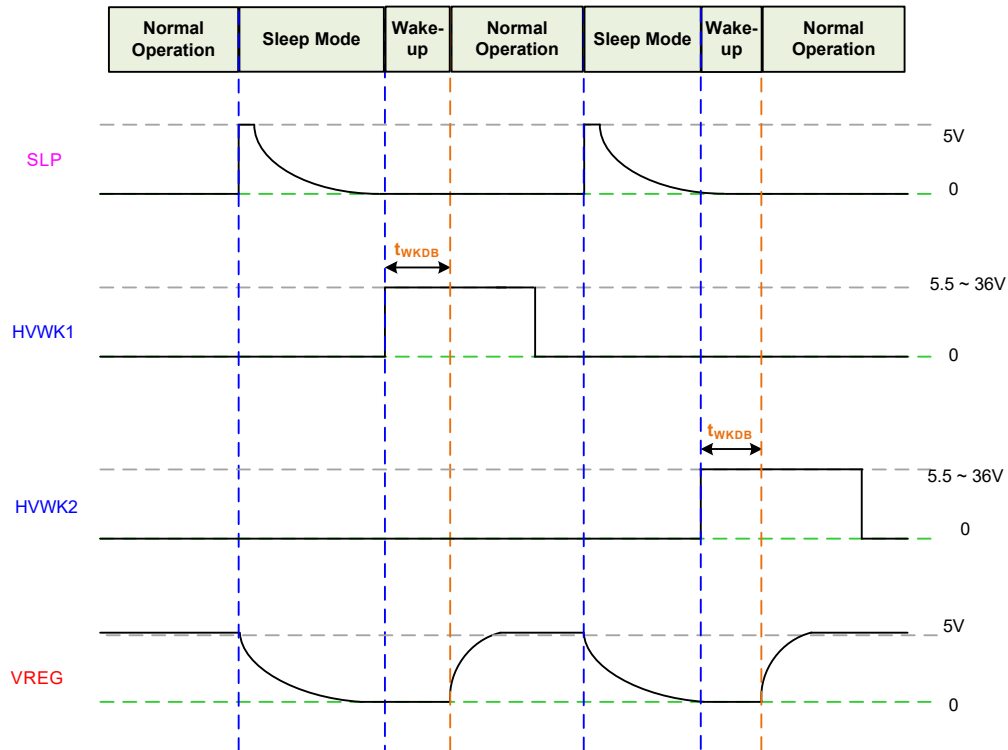 Normal Operation
Sleep Mode
Wake-up
Normal Operation
Sleep Mode
Wake-up
Normal Operation
SLP
5V
0
tWKDB
HVWK1
5.5 ~ 36V
0
tWKDB
HVWK2
5.5 ~ 36V
0
VREG
5V
0